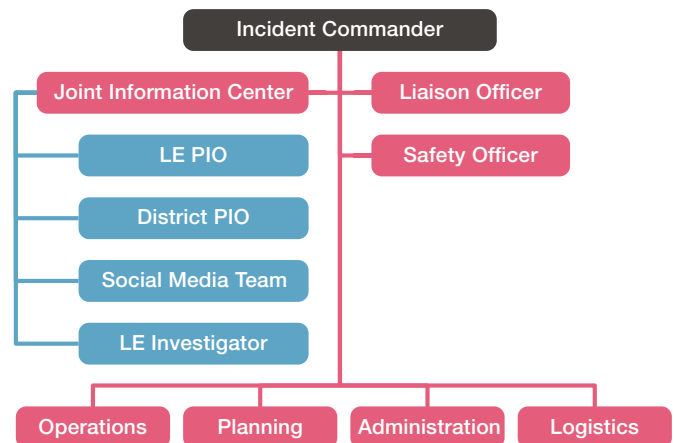 Incident Commander
Joint Information Center
Liaison Officer
LE PIO
Safety Officer
District PIO
Social Media Team
LE Investigator
Operations
Planning
Administration
Logistics